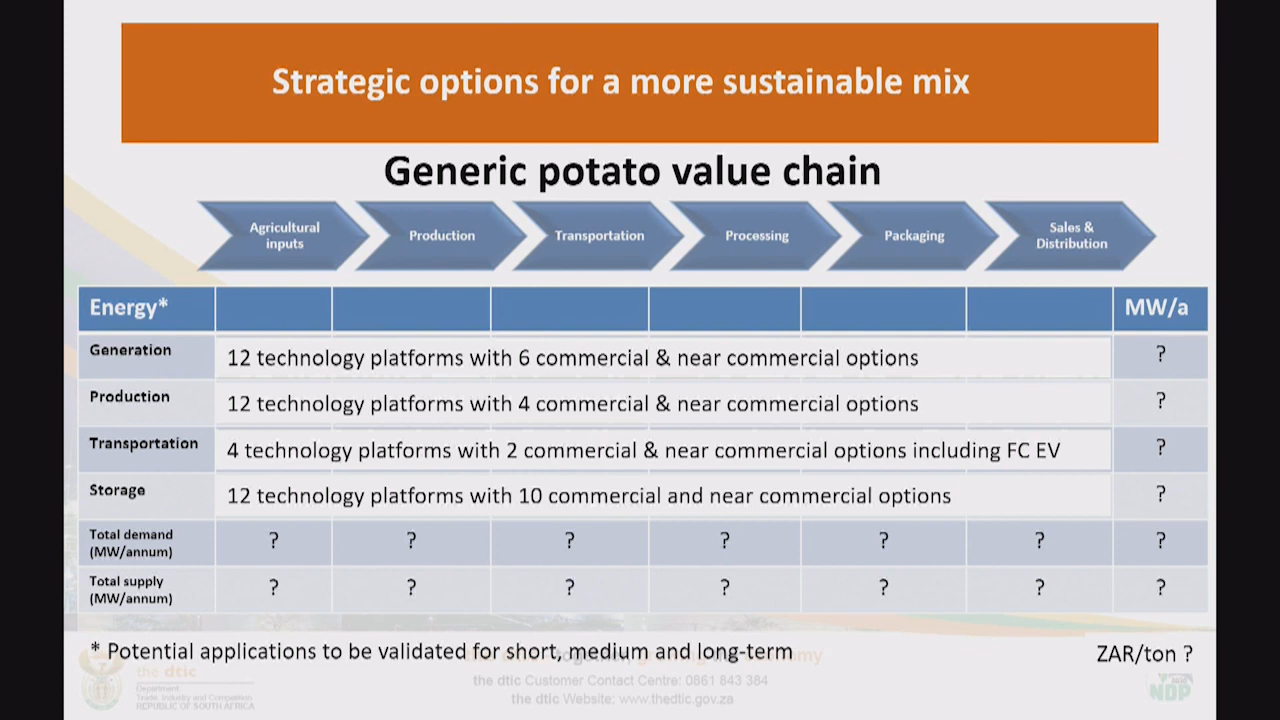 Strategic options for a more sustainable mix
Generic potato value chain
Agricultural
inputs
Production
Transportation
Processing
Packaging
Sales &
Distribution
Energy* MW/a
Generation 12 technology platforms with 6 commercial & near commercial options ?
Production 12 technology platforms with 4 commercial & near commercial options ?
Transportation 4 technology platforms with 2 commercial & near commercial options including FC EV ?
Storage 12 technology platforms with 10 commercial and near commercial options ?
Total demand
(MW/annum) ? ? ? ? ? ? ?
Total supply
(MW/annum) ? ? ? ? ? ? ?
* Potential applications to be validated for short, medium and long-term
ZAR/ton ?
the dtic
Department:
Trade, Industry and Competition
REPUBLIC OF SOUTH AFRICA
the dtic Customer Contact Centre: 0861 843 384
the dtic Website: www.thedtic.gov.za
NDP